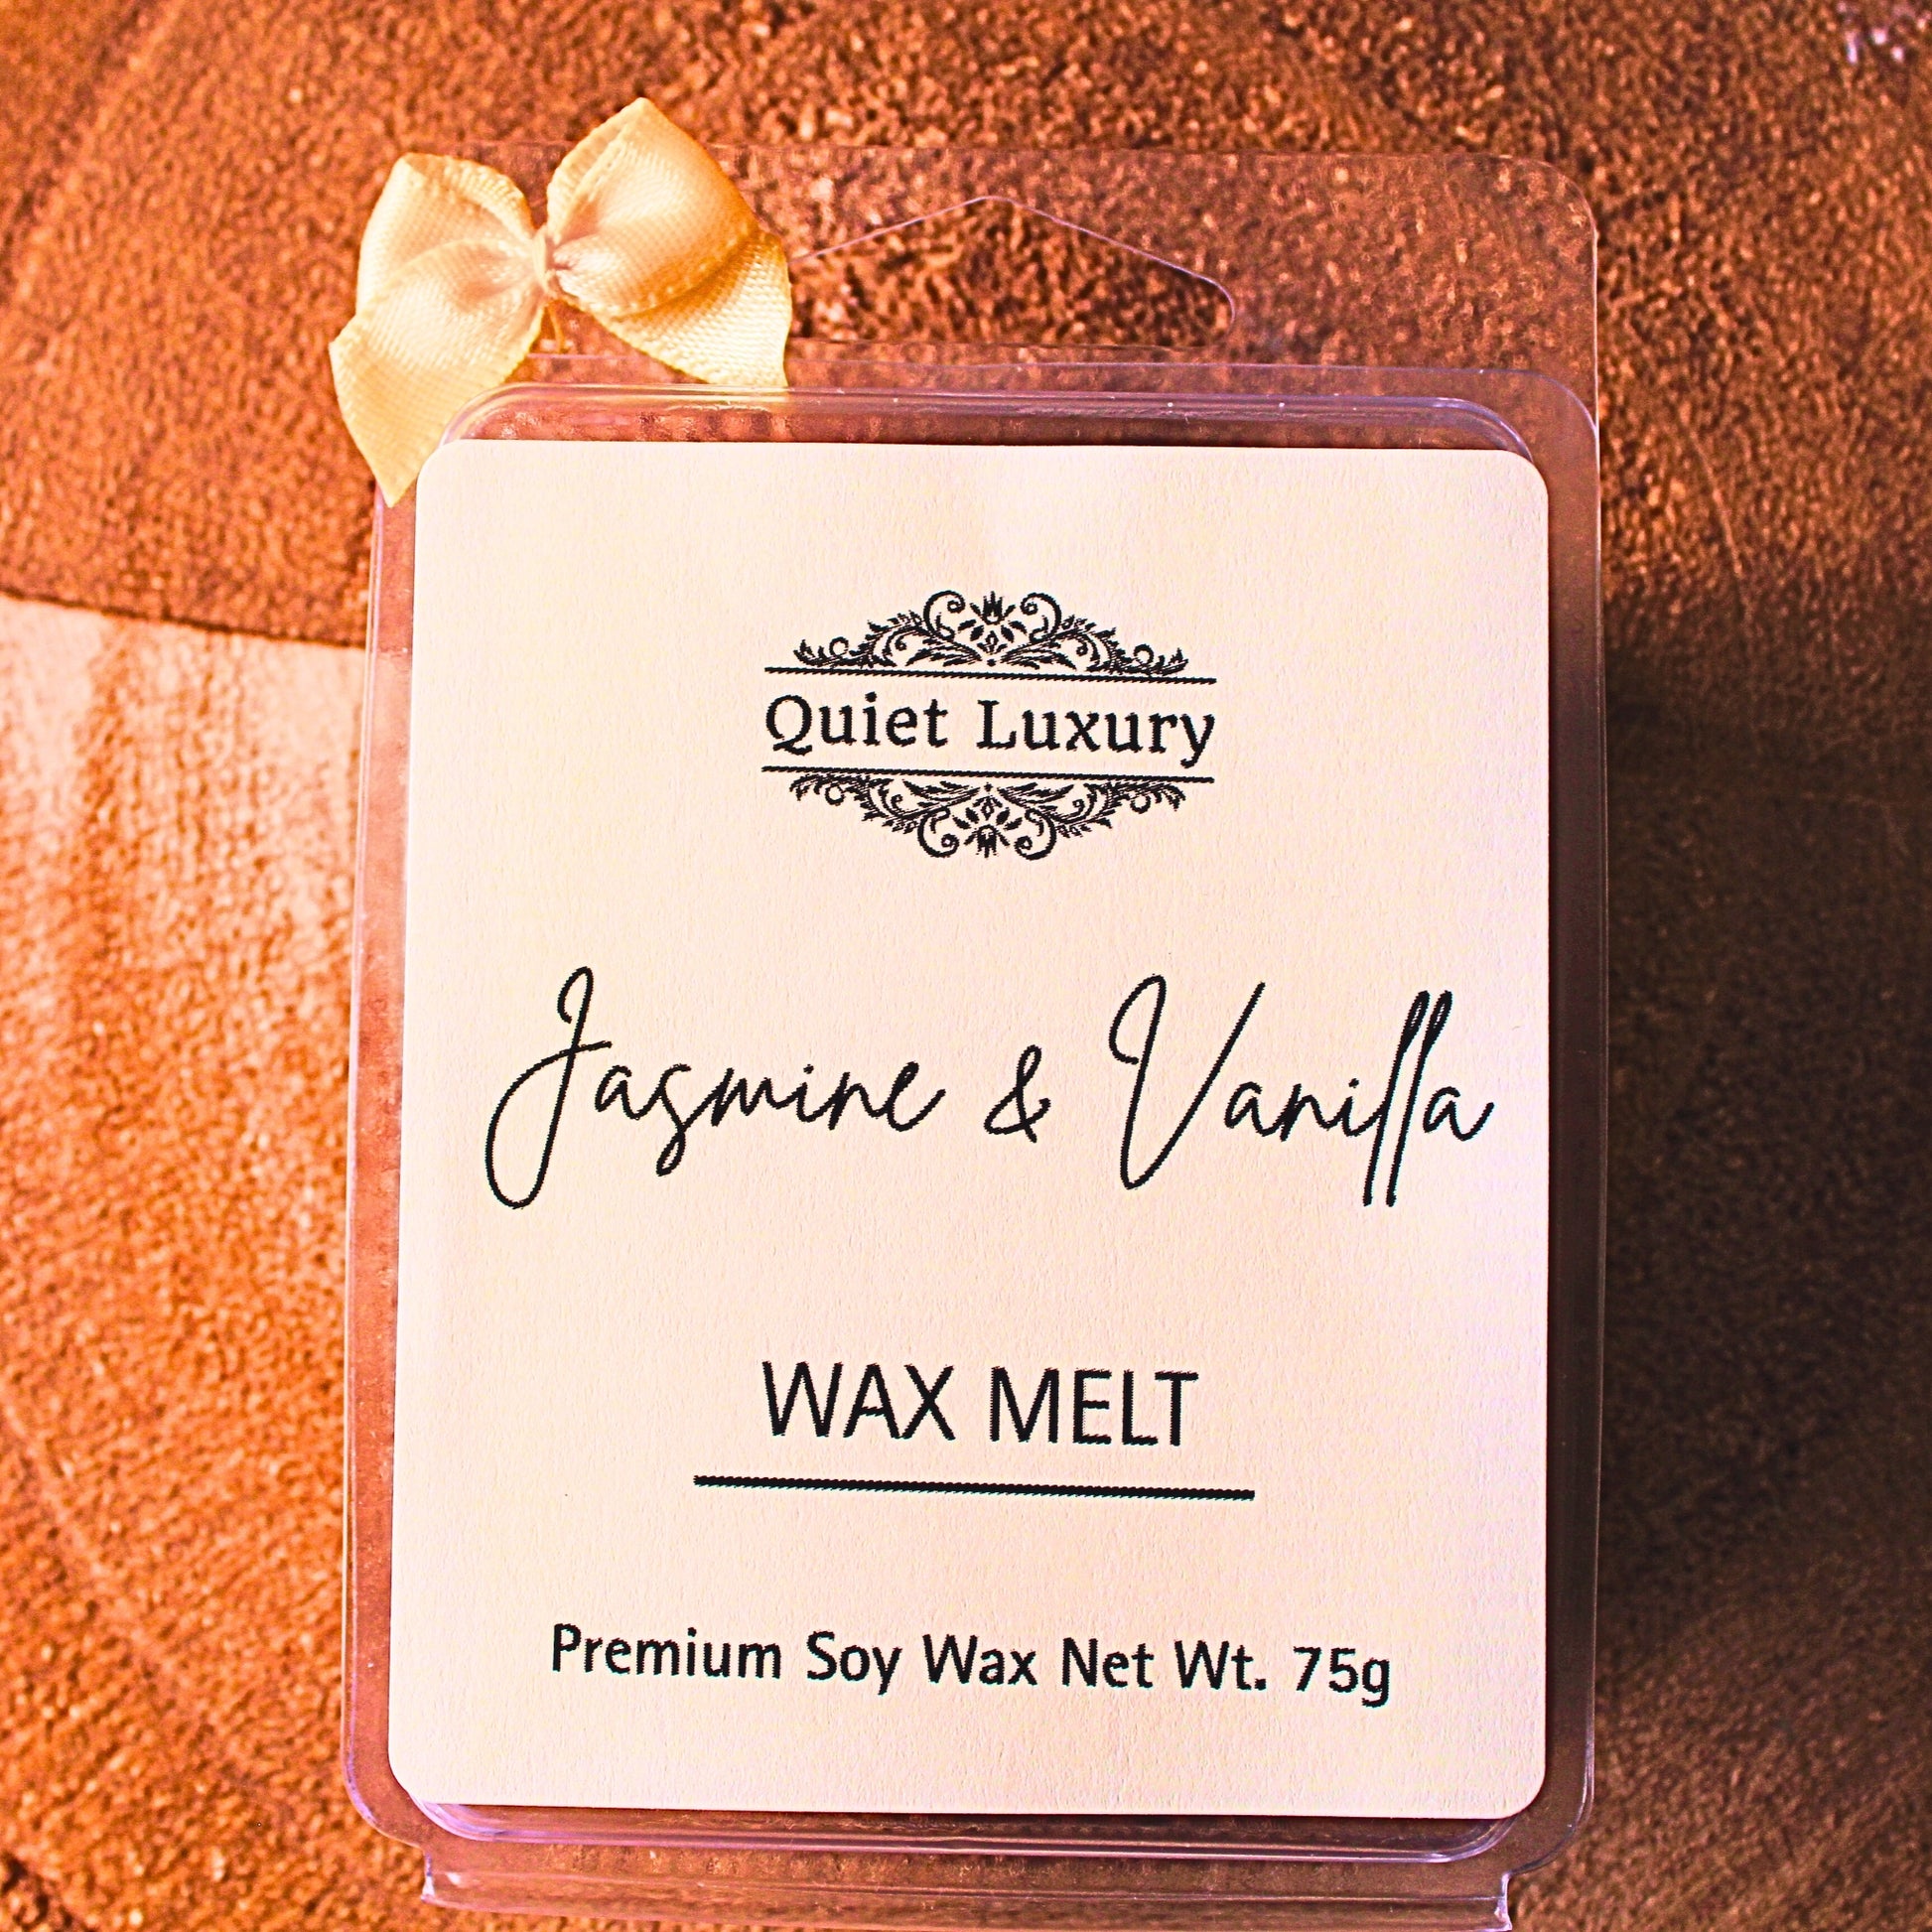 Quiet Luxury
Jasmine & Vanilla
WAX MELT
Premium Soy Wax Net Wt. 75g